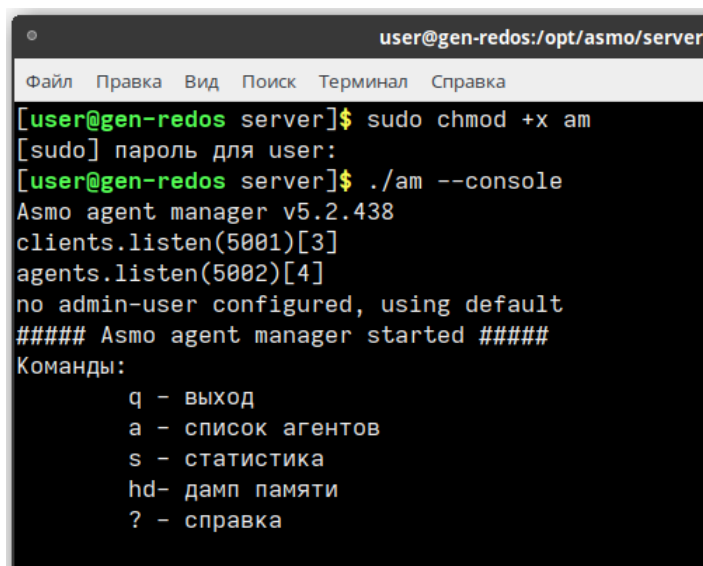 user@gen-redos:/opt/asmo/server
Файл Правка Вид Поиск Терминал Справка
[user@gen-redos server]$ sudo chmod +x am
[sudo] пароль для user:
[user@gen-redos server]$ ./am --console
Asmo agent manager v5.2.438
clients.listen(5001)[3]
agents.listen(5002)[4]
no admin-user configured, using default
##### Asmo agent manager started #####
Команды:
q - выход
a - список агентов
s - статистика
hd- дамп памяти
? - справка